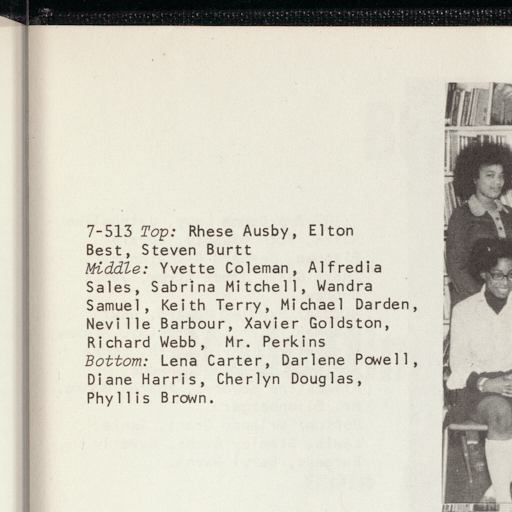 7-513 Top: Rhese Ausby, Elton
Best, Steven Burtt
Middle: Yvette Coleman, Alfredia
Sales, Sabrina Mitchell, Wandra
Samuel, Keith Terry, Michael Darden,
Neville Barbour, Xavier Goldston,
Richard Webb, Mr. Perkins
Bottom: Lena Carter, Darlene Powell,
Diane Harris, Cherlyn Douglas,
Phyllis Brown.